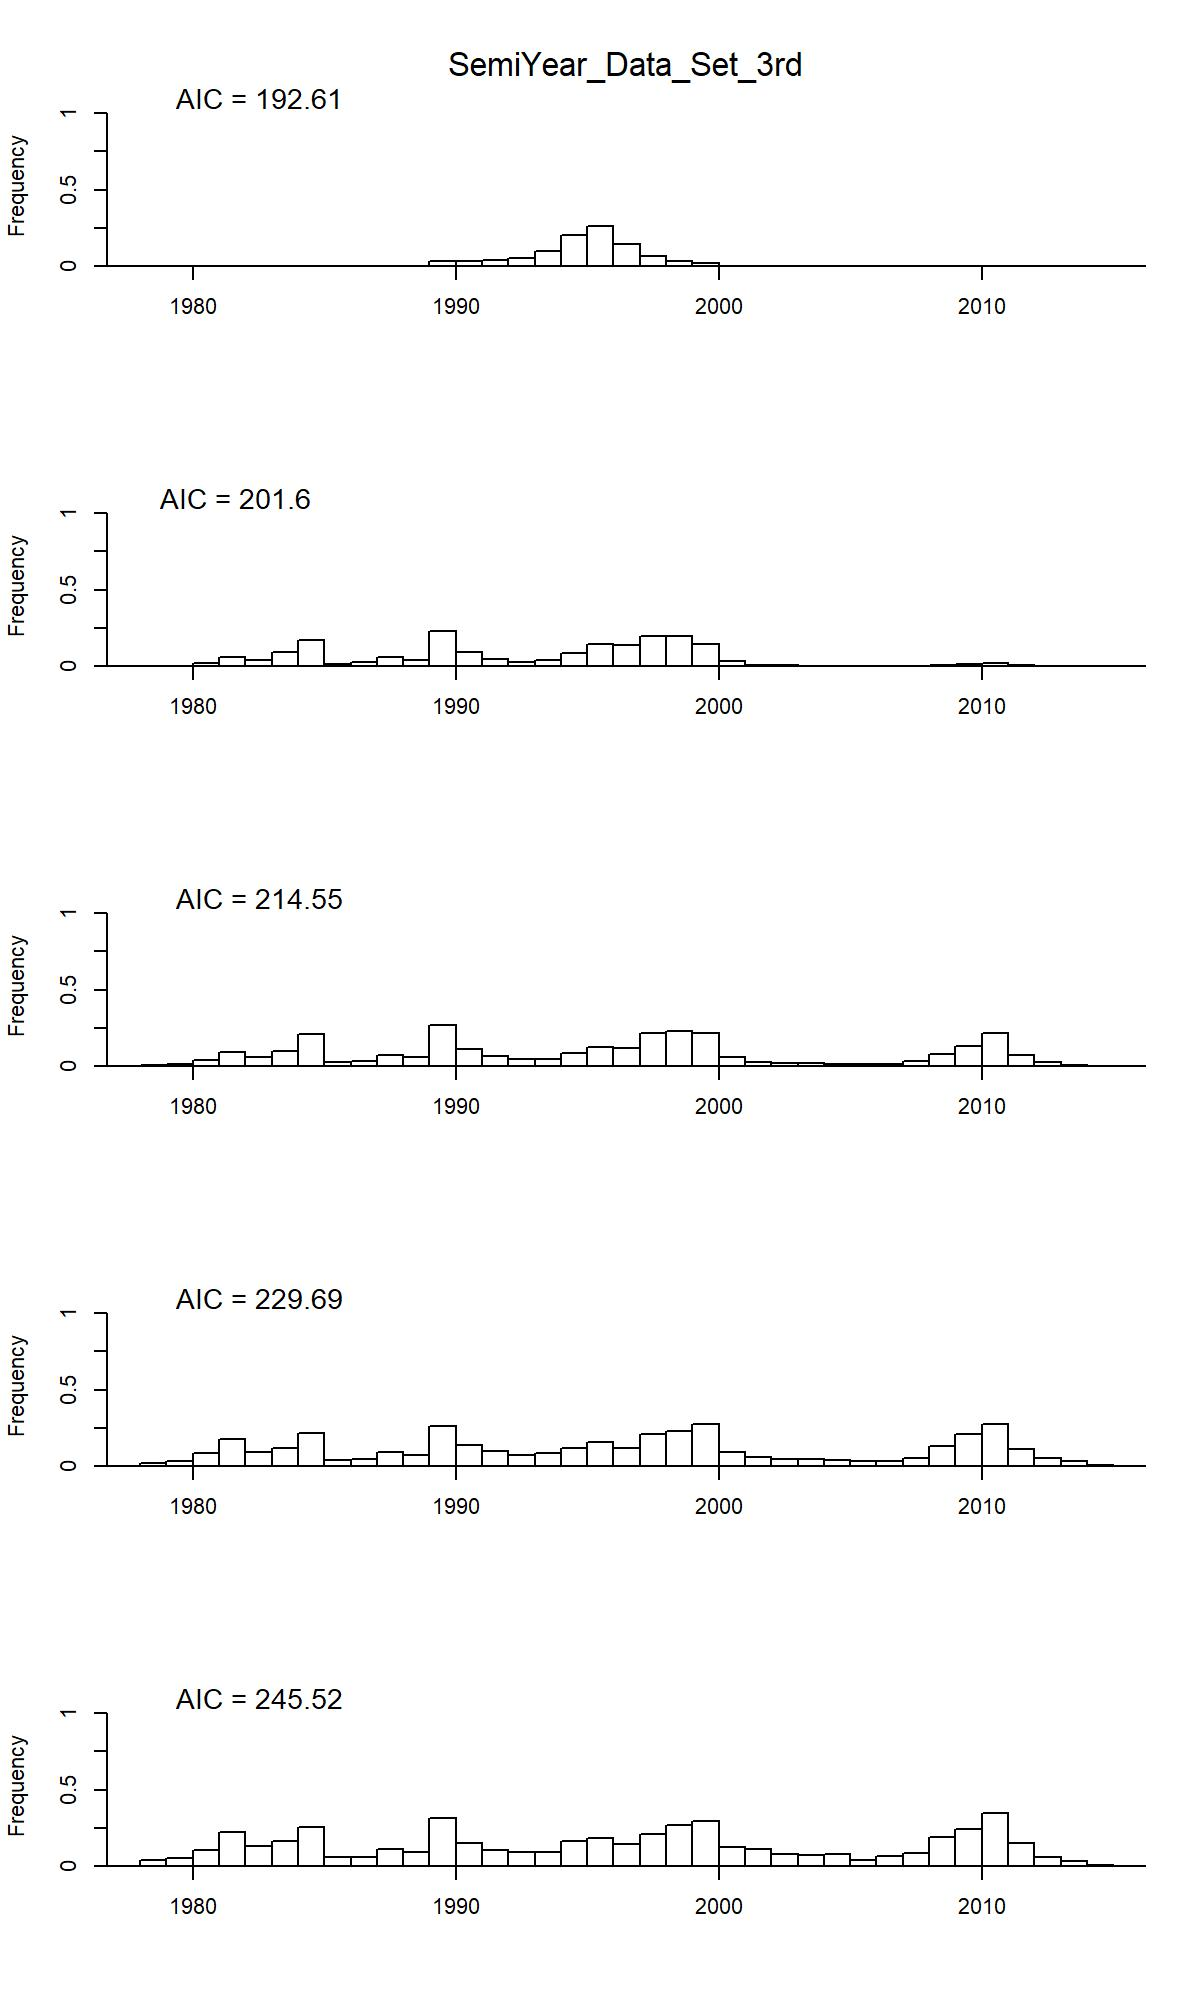 SemiYear_Data_Set_3rd
AIC = 192.61
Frequency
1
0.5
0
1980 1990 2000 2010
AIC = 201.6
Frequency
1
0.5
0
1980 1990 2000 2010
AIC = 214.55
Frequency
1
0.5
0
1980 1990 2000 2010
AIC = 229.69
Frequency
1
0.5
0
1980 1990 2000 2010
AIC = 245.52
Frequency
1
0.5
0
1980 1990 2000 2010